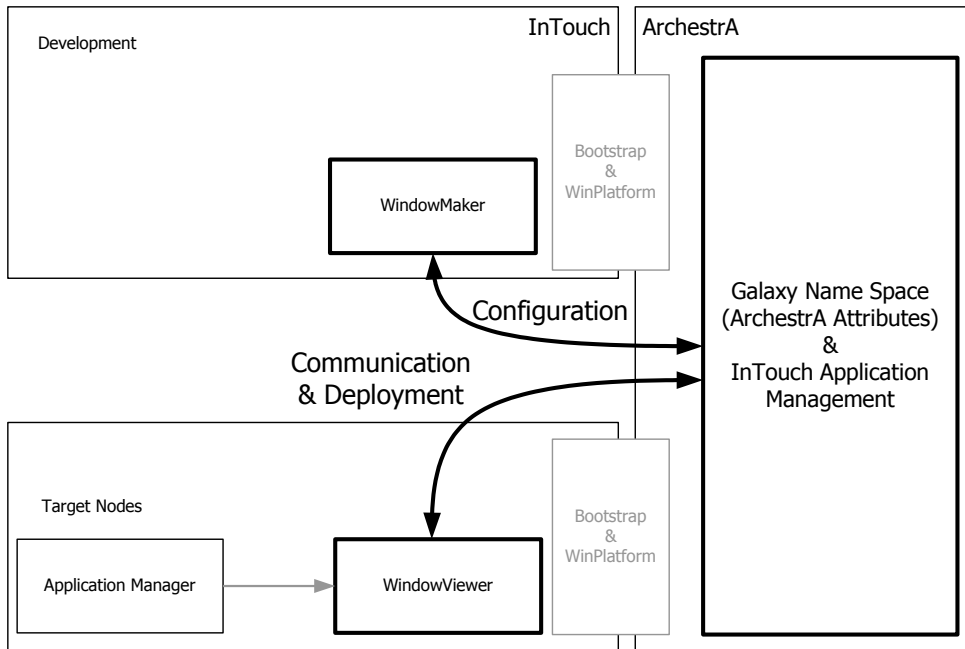 InTouch
ArchestrA
Development
Bootstrap
&
WinPlatform
WindowMaker
Galaxy Name Space
(ArchestrA Attributes)
&
InTouch Application
Management
Configuration
Communication
& Deployment
Target Nodes
Bootstrap
&
WinPlatform
Application Manager
WindowViewer